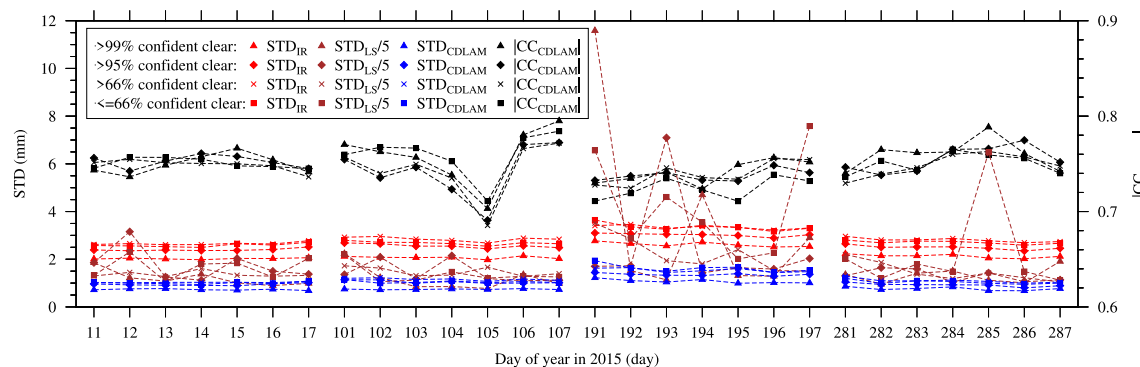 12
10
8
6
4
2
0
STD (mm)
>99% confident clear: STD_IR STD_LS/5 STD_CDLAM |CC_CDLAM|
>95% confident clear: STD_IR STD_LS/5 STD_CDLAM |CC_CDLAM|
>66% confident clear: STD_IR STD_LS/5 STD_CDLAM |CC_CDLAM|
<=66% confident clear: STD_IR STD_LS/5 STD_CDLAM |CC_CDLAM|
0.9
0.8
0.7
0.6
|CC
11 12 13 14 15 16 17 101 102 103 104 105 106 107 191 192 193 194 195 196 197 281 282 283 284 285 286 287
Day of year in 2015 (day)